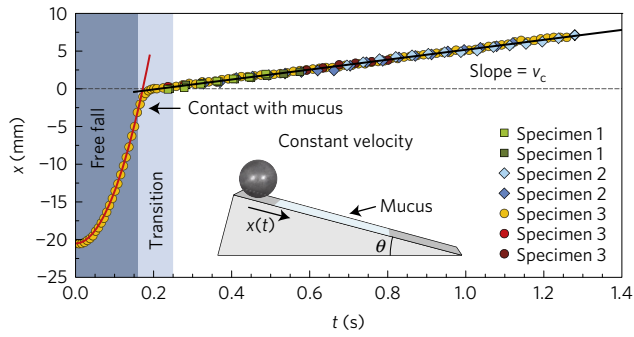 10
5
0
−5
−10
−15
−20
−25
x (mm)
Free fall
Transition
Contact with mucus
Slope = vc
Constant velocity
Mucus
x(t)
θ
Specimen 1
Specimen 1
Specimen 2
Specimen 2
Specimen 3
Specimen 3
Specimen 3
0.0 0.2 0.4 0.6 0.8 1.0 1.2 1.4
t (s)